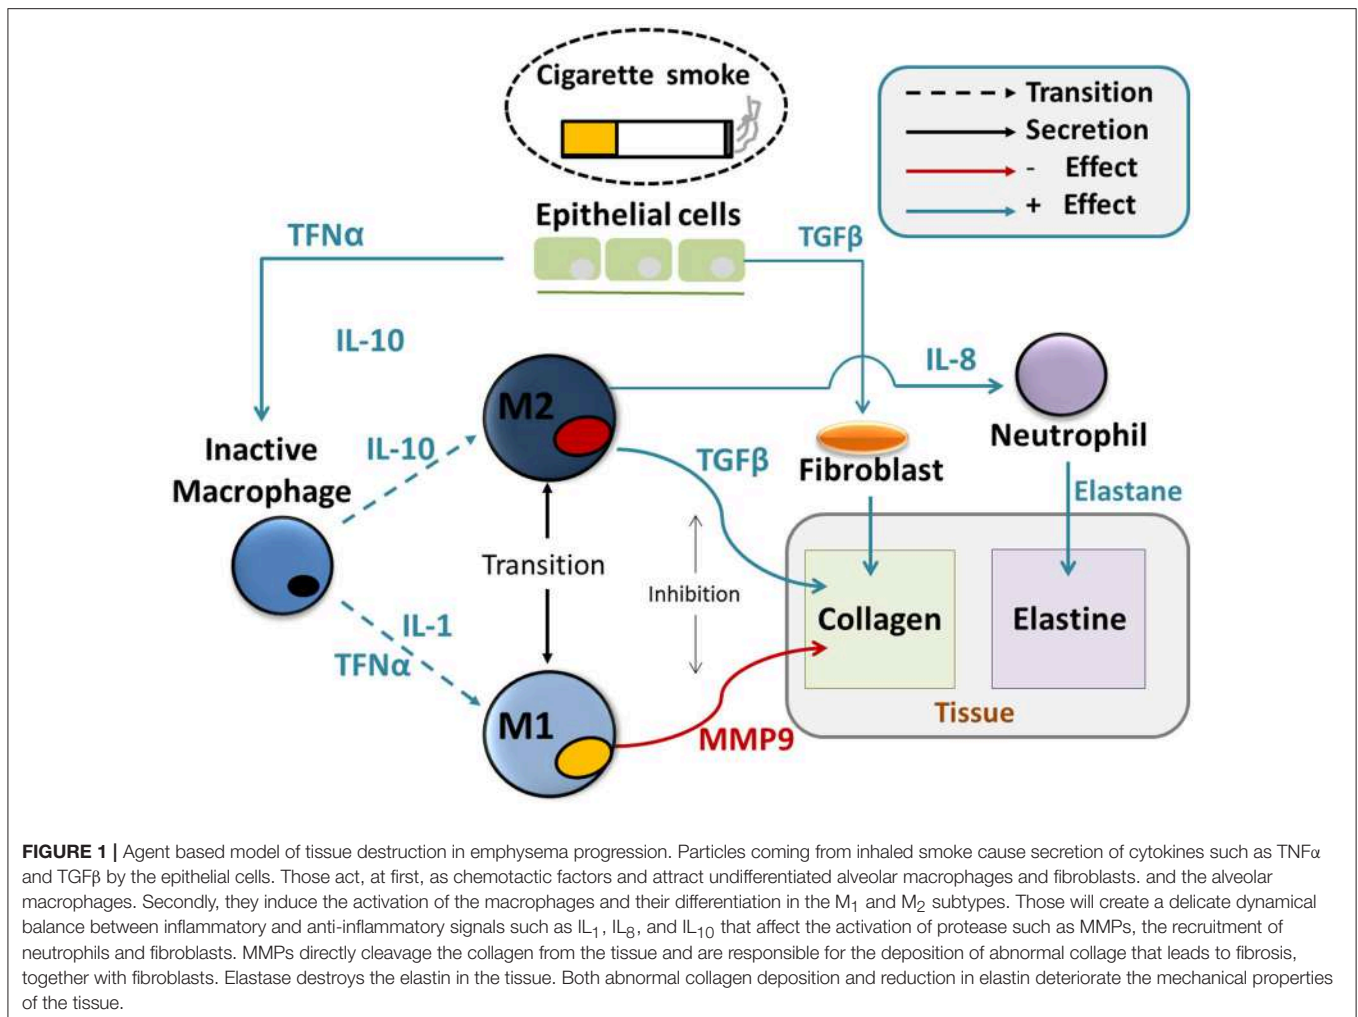 Cigarette smoke
Transition
Secretion
- Effect
+ Effect
Epithelial cells
TFNα
TGFβ
IL-10
IL-8
M2
Inactive
Macrophage
IL-10
TGFβ
Fibroblast
Neutrophil
Elastane
Transition
Inhibition
Collagen
Elastine
IL-1
TFNα
Tissue
M1
MMP9
FIGURE 1 | Agent based model of tissue destruction in emphysema progression. Particles coming from inhaled smoke cause secretion of cytokines such as TNFα
and TGFβ by the epithelial cells. Those act, at first, as chemotactic factors and attract undifferentiated alveolar macrophages and fibroblasts. and the alveolar
macrophages. Secondly, they induce the activation of the macrophages and their differentiation in the M1 and M2 subtypes. Those will create a delicate dynamical
balance between inflammatory and anti-inflammatory signals such as IL1, IL8, and IL10 that affect the activation of protease such as MMPs, the recruitment of
neutrophils and fibroblasts. MMPs directly cleavage the collagen from the tissue and are responsible for the deposition of abnormal collage that leads to fibrosis,
together with fibroblasts. Elastase destroys the elastin in the tissue. Both abnormal collagen deposition and reduction in elastin deteriorate the mechanical properties
of the tissue.